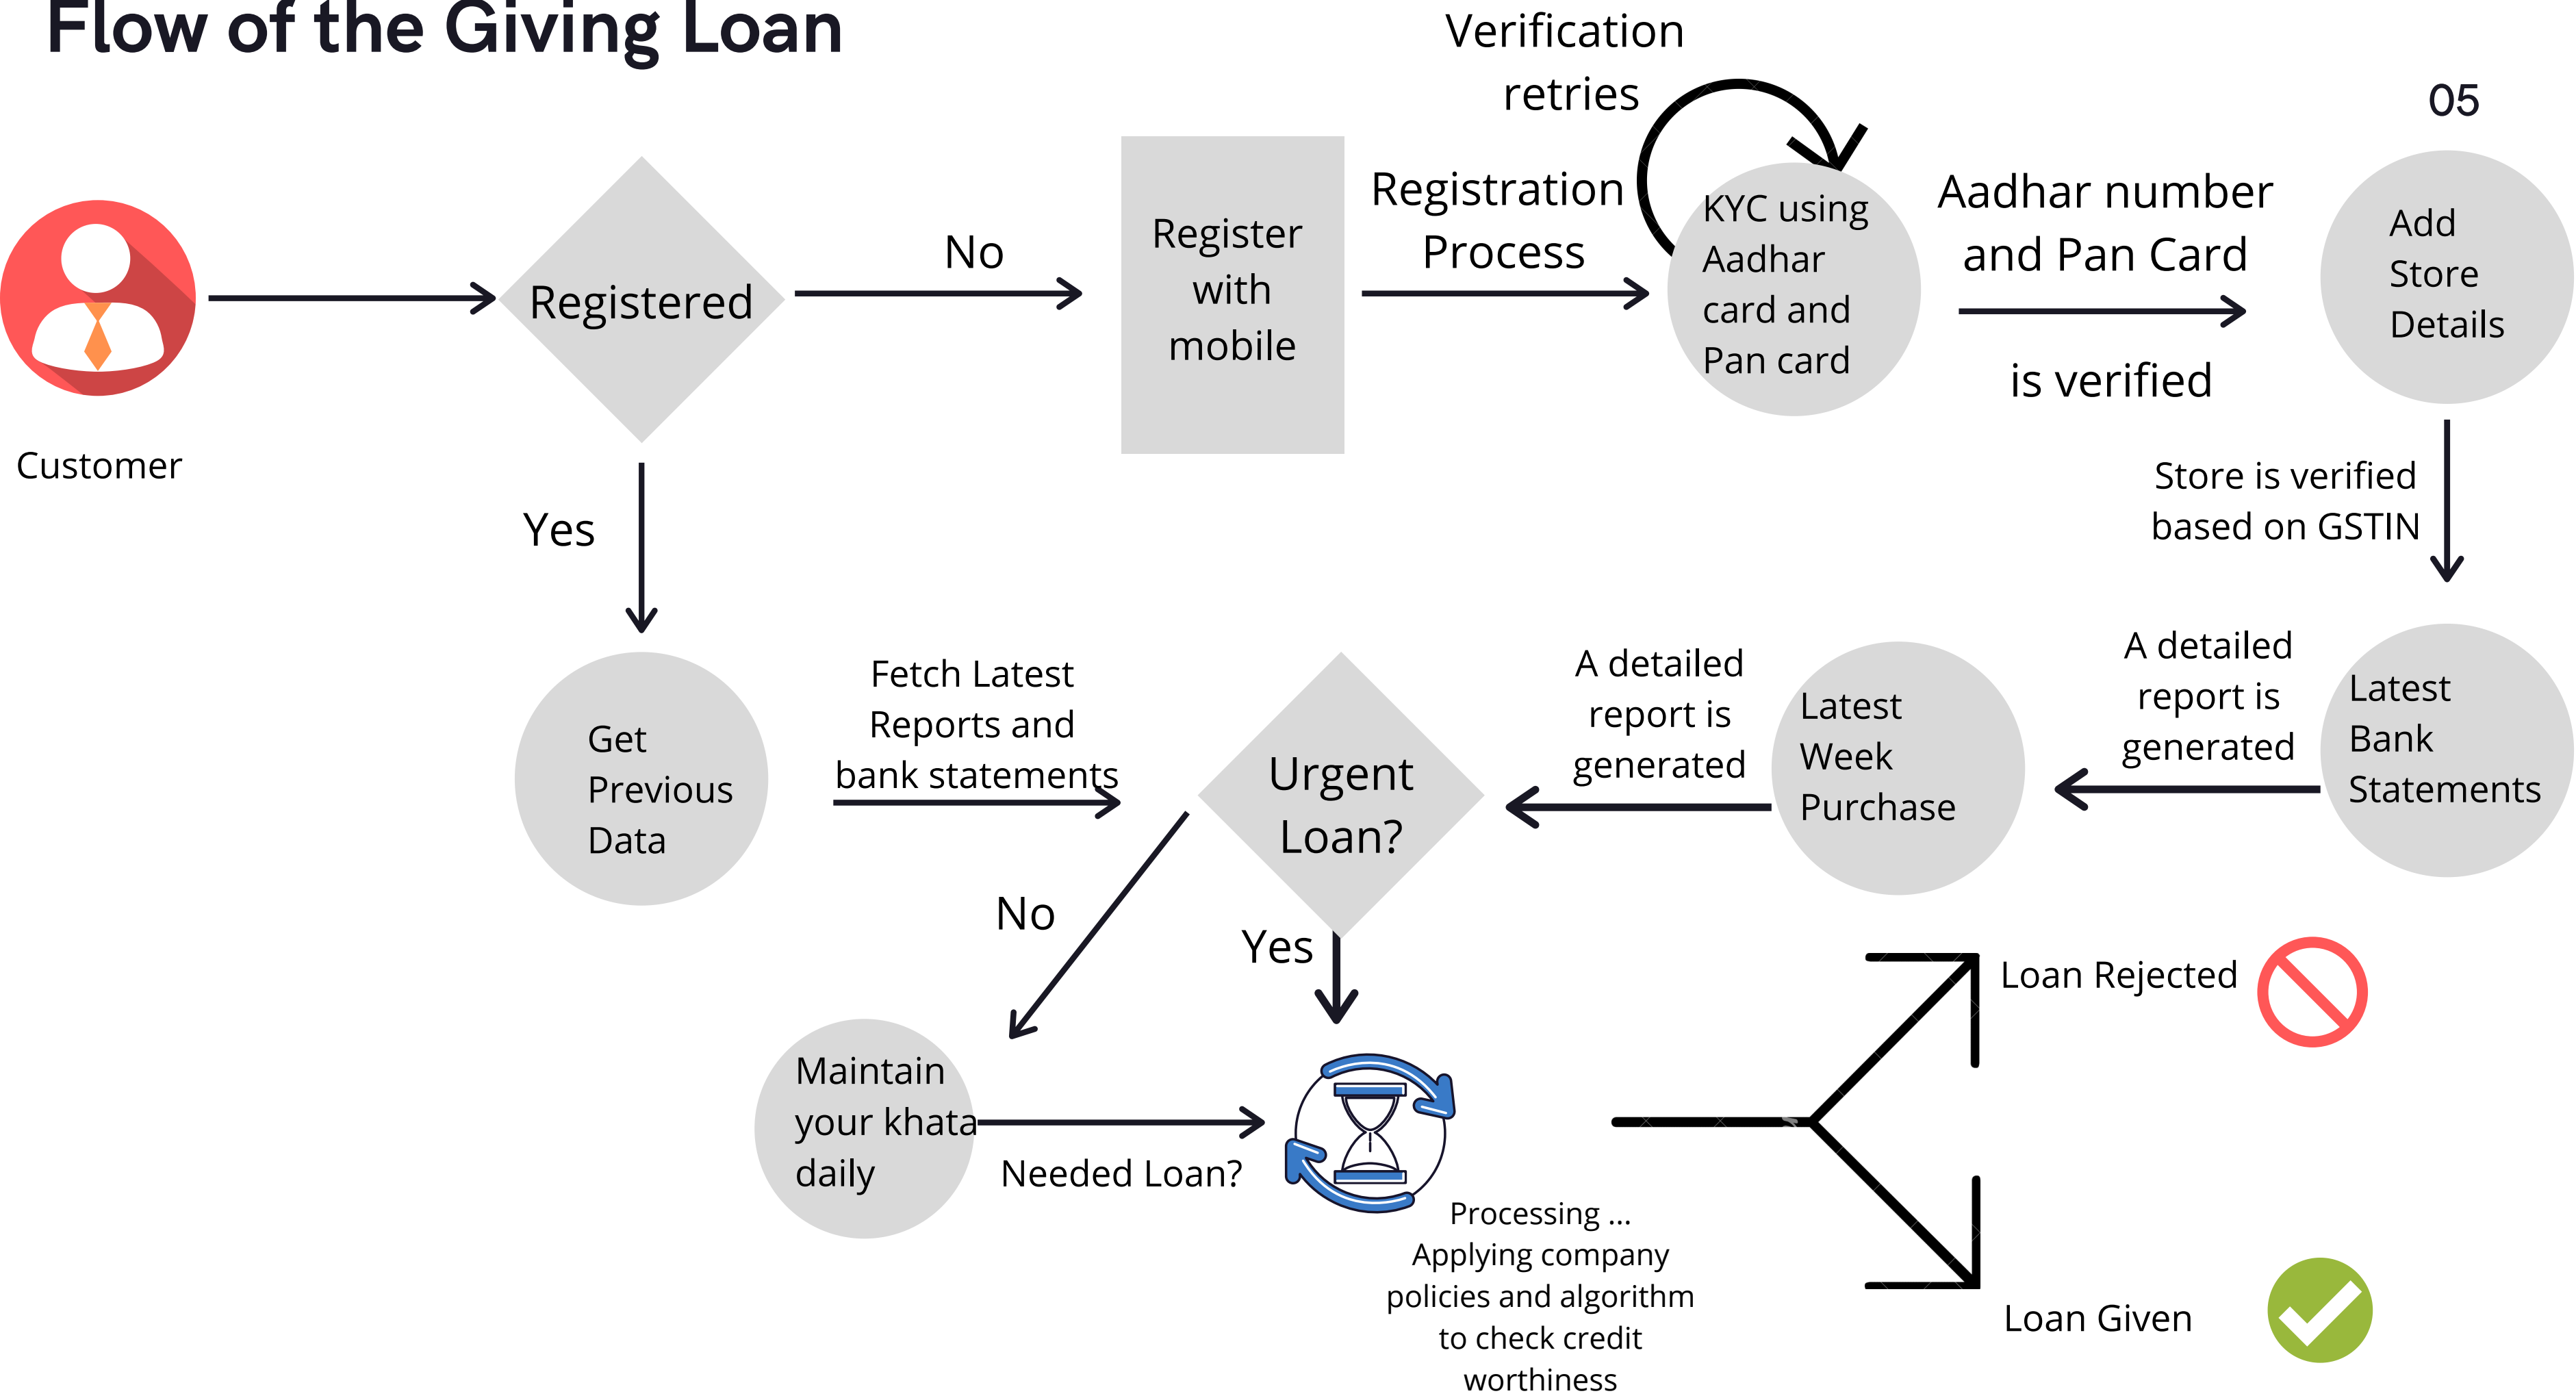 Flow of the Giving Loan
Verification
retries
05
Customer
Registered
No
Register
with
mobile
Registration
Process
KYC using
Aadhar
card and
Pan card
Aadhar number
and Pan Card
is verified
Add
Store
Details
Yes
Store is verified
based on GSTIN
Get
Previous
Data
Fetch Latest
Reports and
bank statements
Urgent
Loan?
A detailed
report is
generated
Latest
Week
Purchase
A detailed
report is
generated
Latest
Bank
Statements
No
Yes
Maintain
your khata
daily
Needed Loan?
Processing ...
Applying company
policies and algorithm
to check credit
worthiness
Loan Rejected
Loan Given